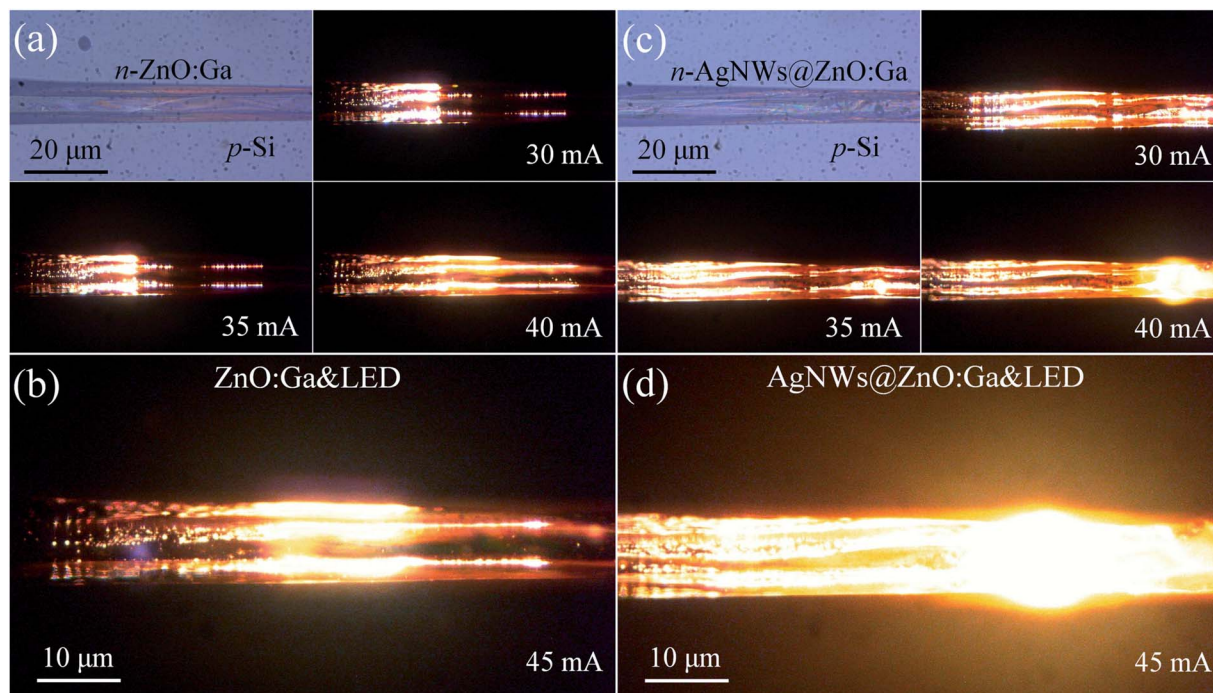 (a)
n-ZnO:Ga
20 μm
p-Si
30 mA
35 mA
40 mA
(c)
n-AgNWs@ZnO:Ga
20 μm
p-Si
30 mA
35 mA
40 mA
(b)
ZnO:Ga&LED
10 μm
45 mA
(d)
AgNWs@ZnO:Ga&LED
10 μm
45 mA